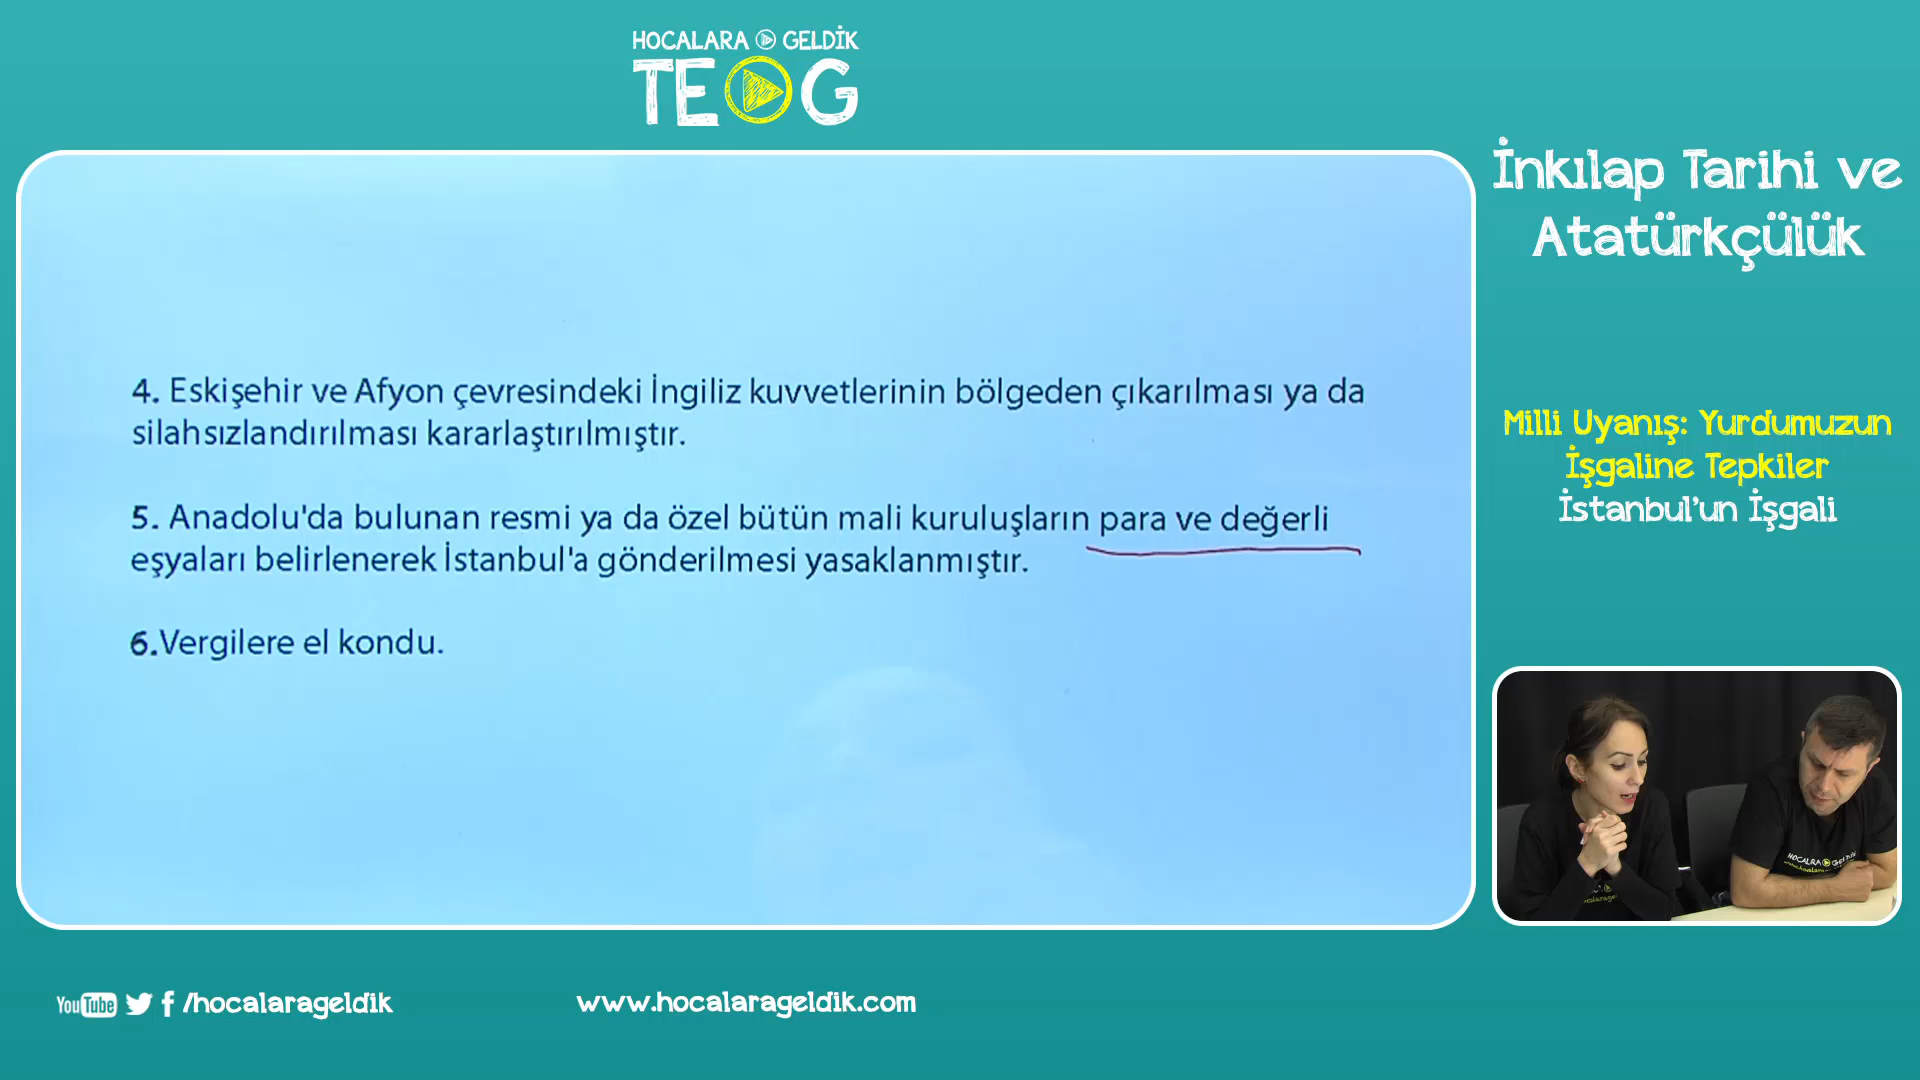 HOCALARA GELDİK
TEOG
İnkılap Tarihi ve
Atatürkçülük
4. Eskişehir ve Afyon çevresindeki İngiliz kuvvetlerinin bölgeden çıkarılması ya da
silahsızlandırılması kararlaştırılmıştır.
5. Anadolu'da bulunan resmi ya da özel bütün mali kuruluşların para ve değerli
eşyaları belirlenerek İstanbul'a gönderilmesi yasaklanmıştır.
6.Vergilere el kondu.
Milli Uyanış: Yurdumuzun
İşgaline Tepkiler
İstanbul'un İşgali
YouTube f /hocalarageldik
www.hocalarageldik.com